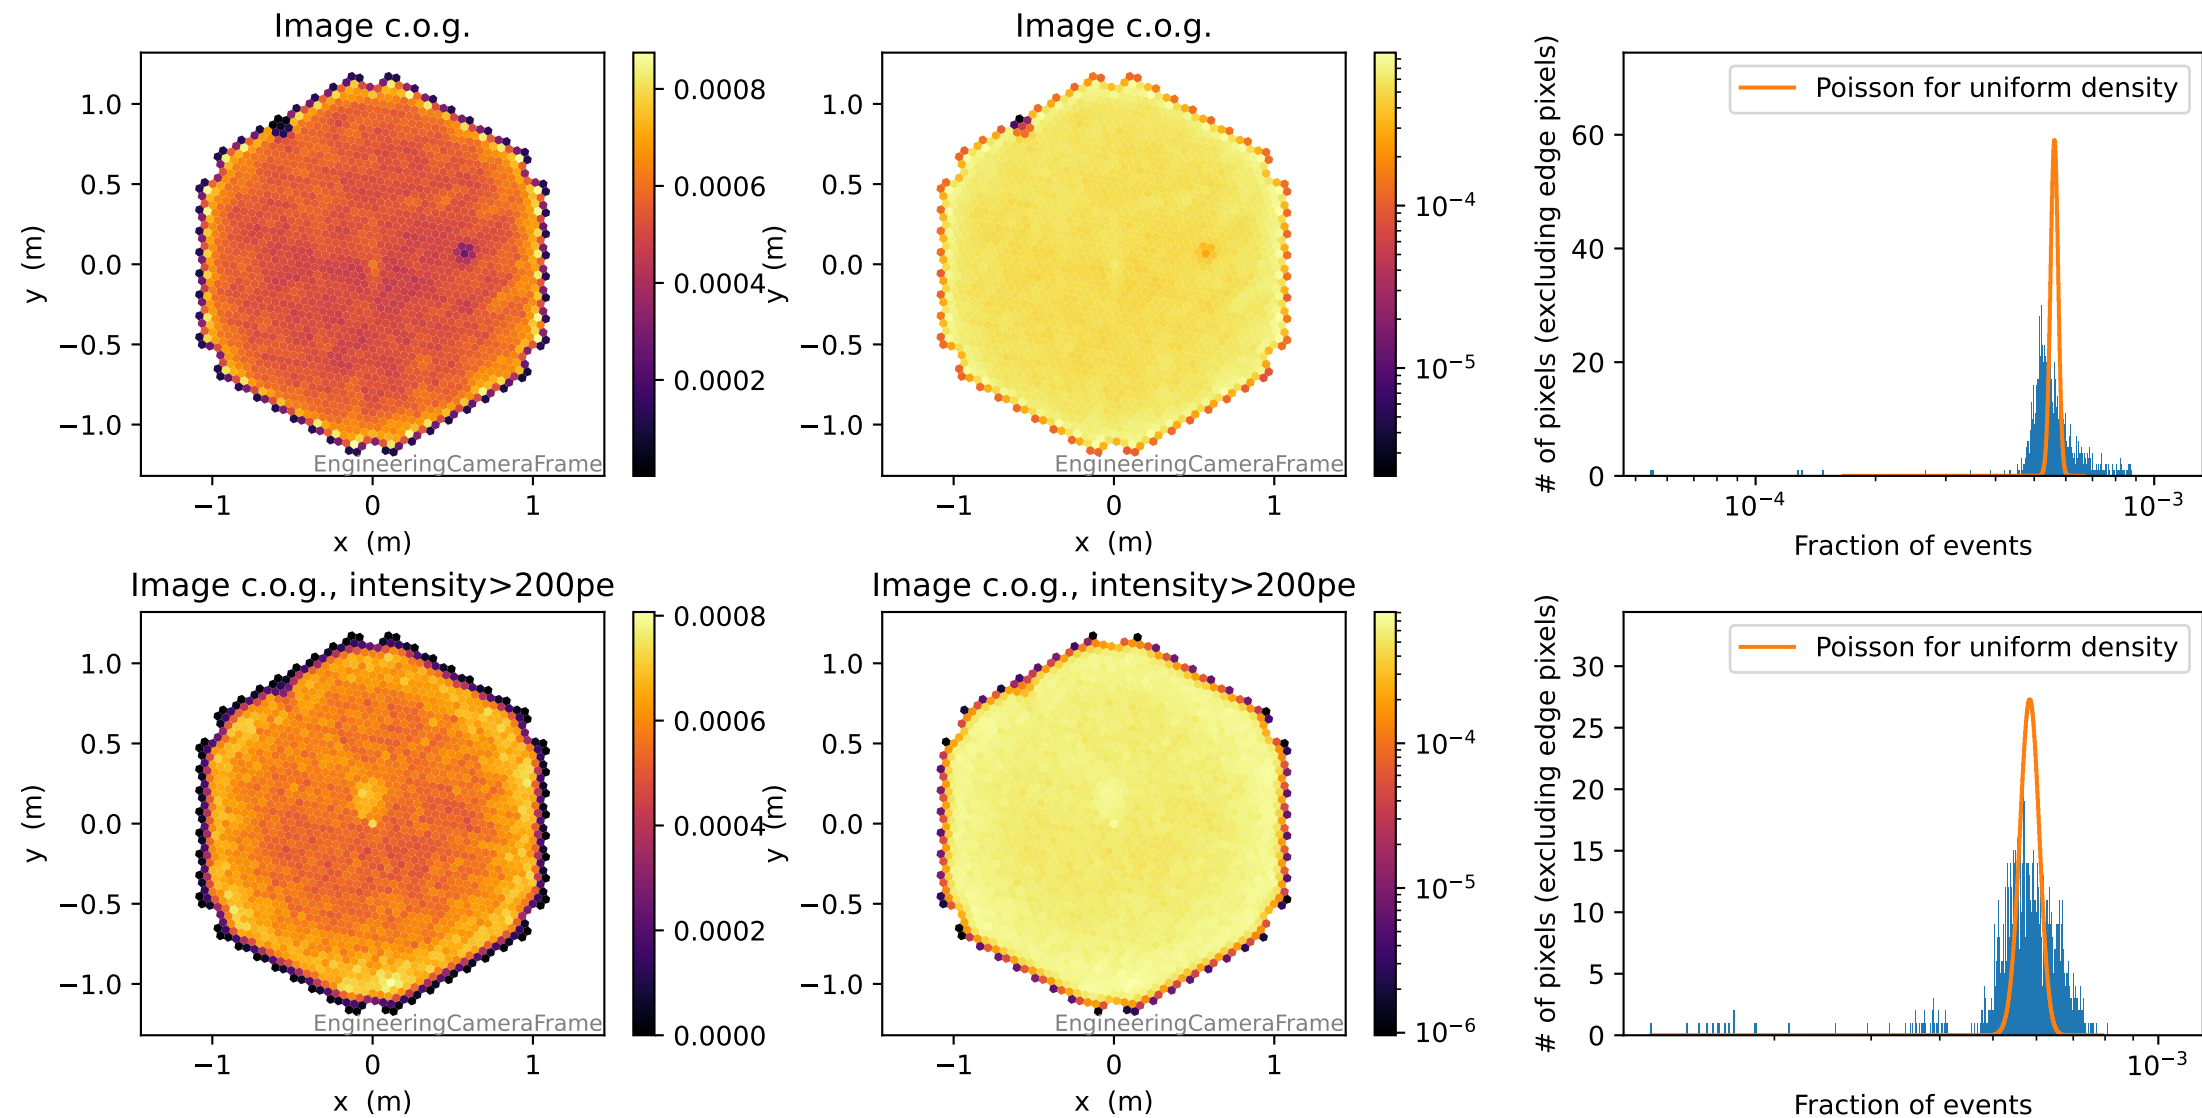 Image c.o.g.
y (m)
1.0
0.5
0.0
−0.5
−1.0
EngineeringCameraFrame
−1 0 1
x (m)
0.0008
0.0006
0.0004
0.0002
Image c.o.g.
y (m)
1.0
0.5
0.0
−0.5
−1.0
EngineeringCameraFrame
−1 0 1
x (m)
10−4
10−5
# of pixels (excluding edge pixels)
60
40
20
0
Poisson for uniform density
10−4 10−3
Fraction of events
Image c.o.g., intensity>200pe
y (m)
1.0
0.5
0.0
−0.5
−1.0
EngineeringCameraFrame
−1 0 1
x (m)
0.0008
0.0006
0.0004
0.0002
0.0000
Image c.o.g., intensity>200pe
y (m)
1.0
0.5
0.0
−0.5
−1.0
EngineeringCameraFrame
−1 0 1
x (m)
10−4
10−5
10−6
# of pixels (excluding edge pixels)
30
25
20
15
10
5
0
Poisson for uniform density
10−3
Fraction of events